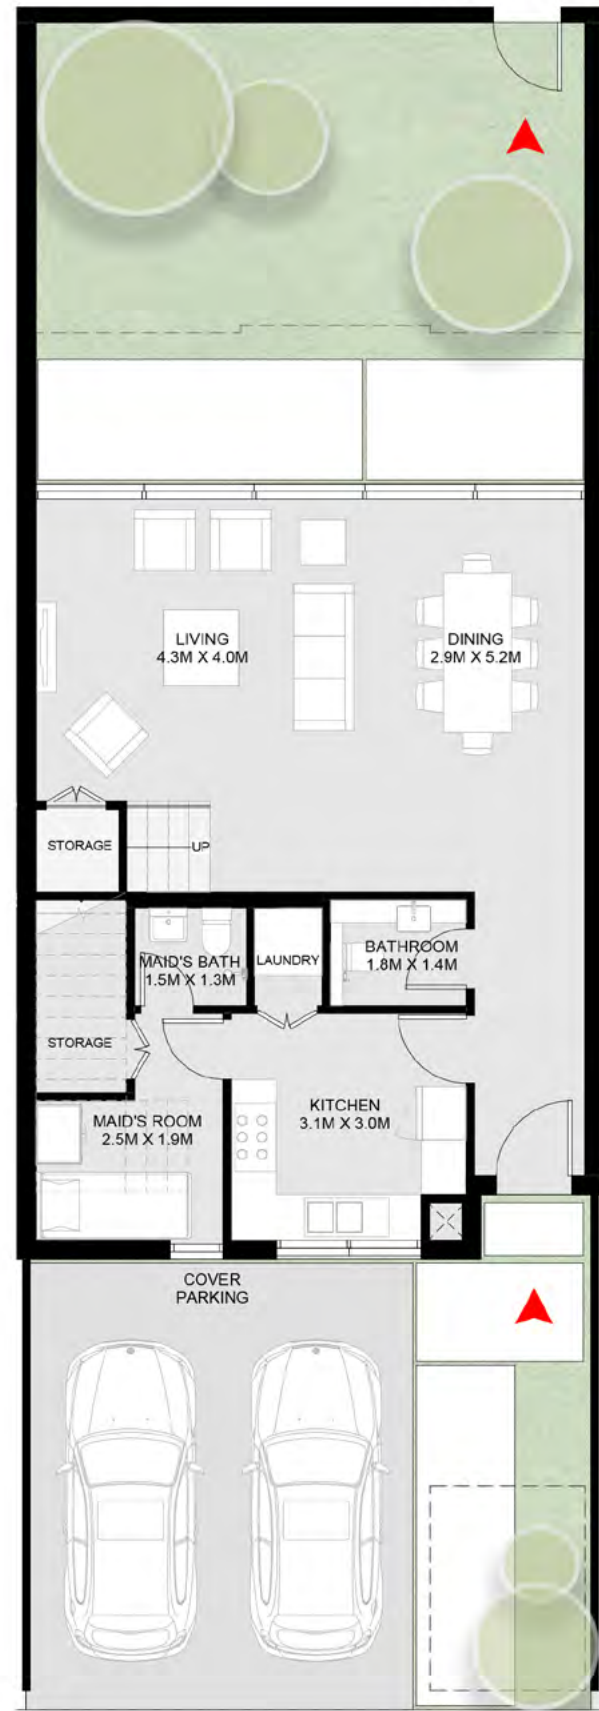 LIVING
4.3M X 4.0M
DINING
2.9M X 5.2M
STORAGE
UP
MAID'S BATH
1.5M X 1.3M
LAUNDRY
BATHROOM
1.8M X 1.4M
STORAGE
MAID'S ROOM
2.5M X 1.9M
KITCHEN
3.1M X 3.0M
COVER
PARKING